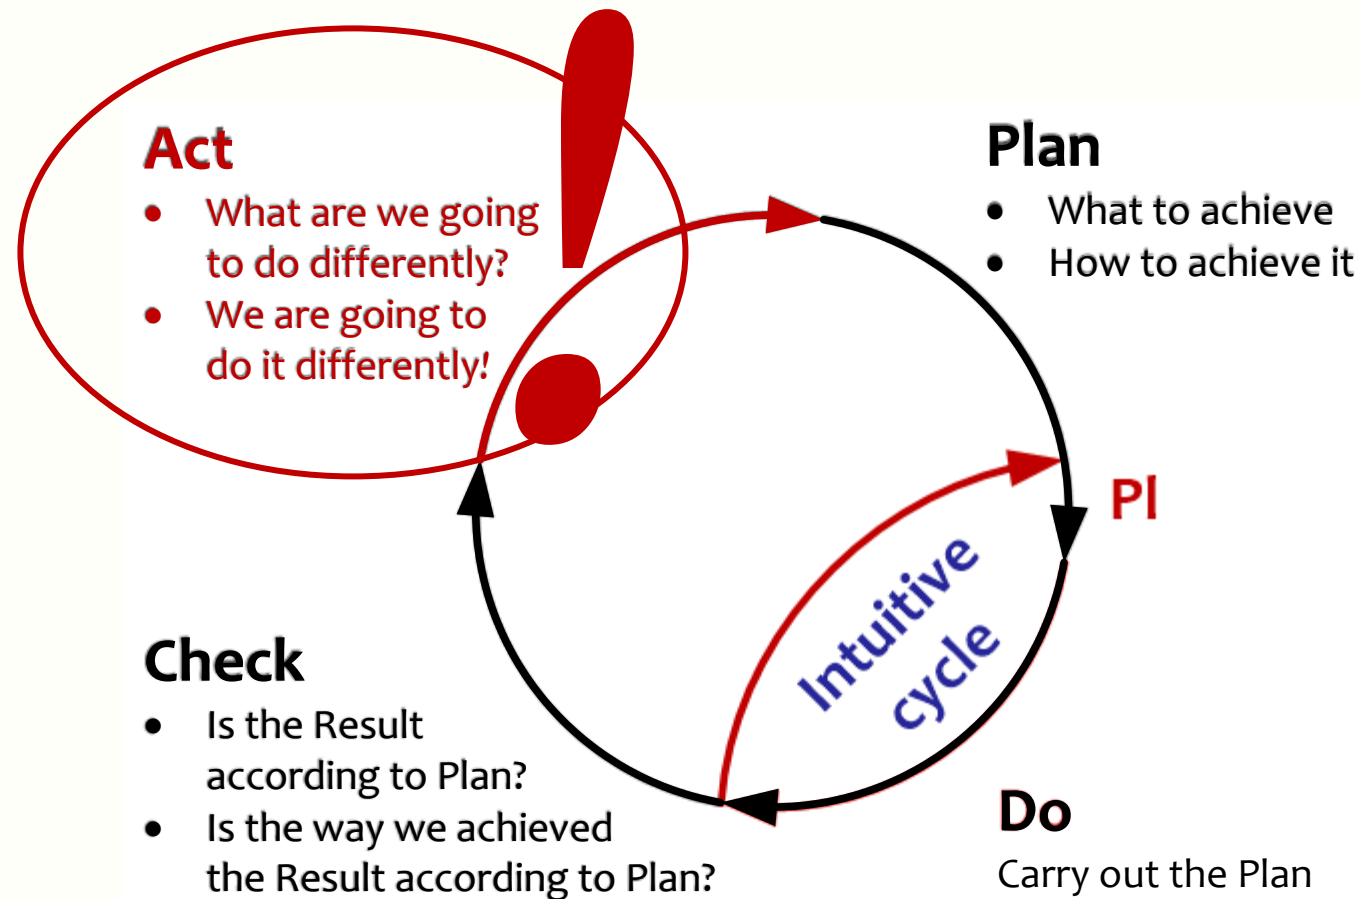 Act
• What are we going
to do differently?
• We are going to
do it differently!
Plan
• What to achieve
• How to achieve it
Pl
Intuitive
cycle
Check
• Is the Result
according to Plan?
• Is the way we achieved
the Result according to Plan?
Do
Carry out the Plan